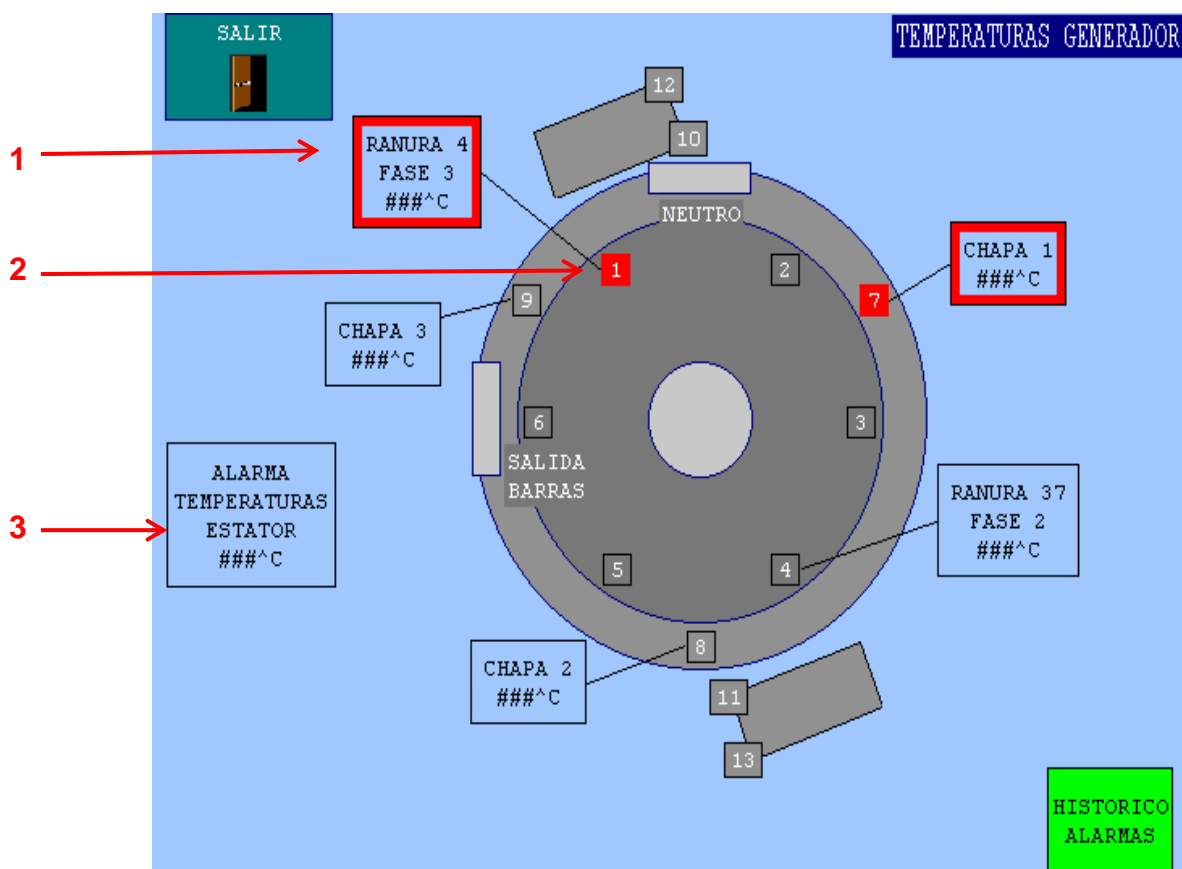 SALIR
TEMPERATURAS GENERADOR
12
1
RANURA 4
FASE 3
###^C
10
NEUTRO
2
1
2
CHAPA 1
###^C
9
7
CHAPA 3
###^C
6
3
SALIDA
BARRAS
ALARMA
TEMPERATURAS
ESTATOR
###^C
3
RANURA 37
FASE 2
###^C
5
4
8
CHAPA 2
###^C
11
13
HISTORICO
ALARMAS